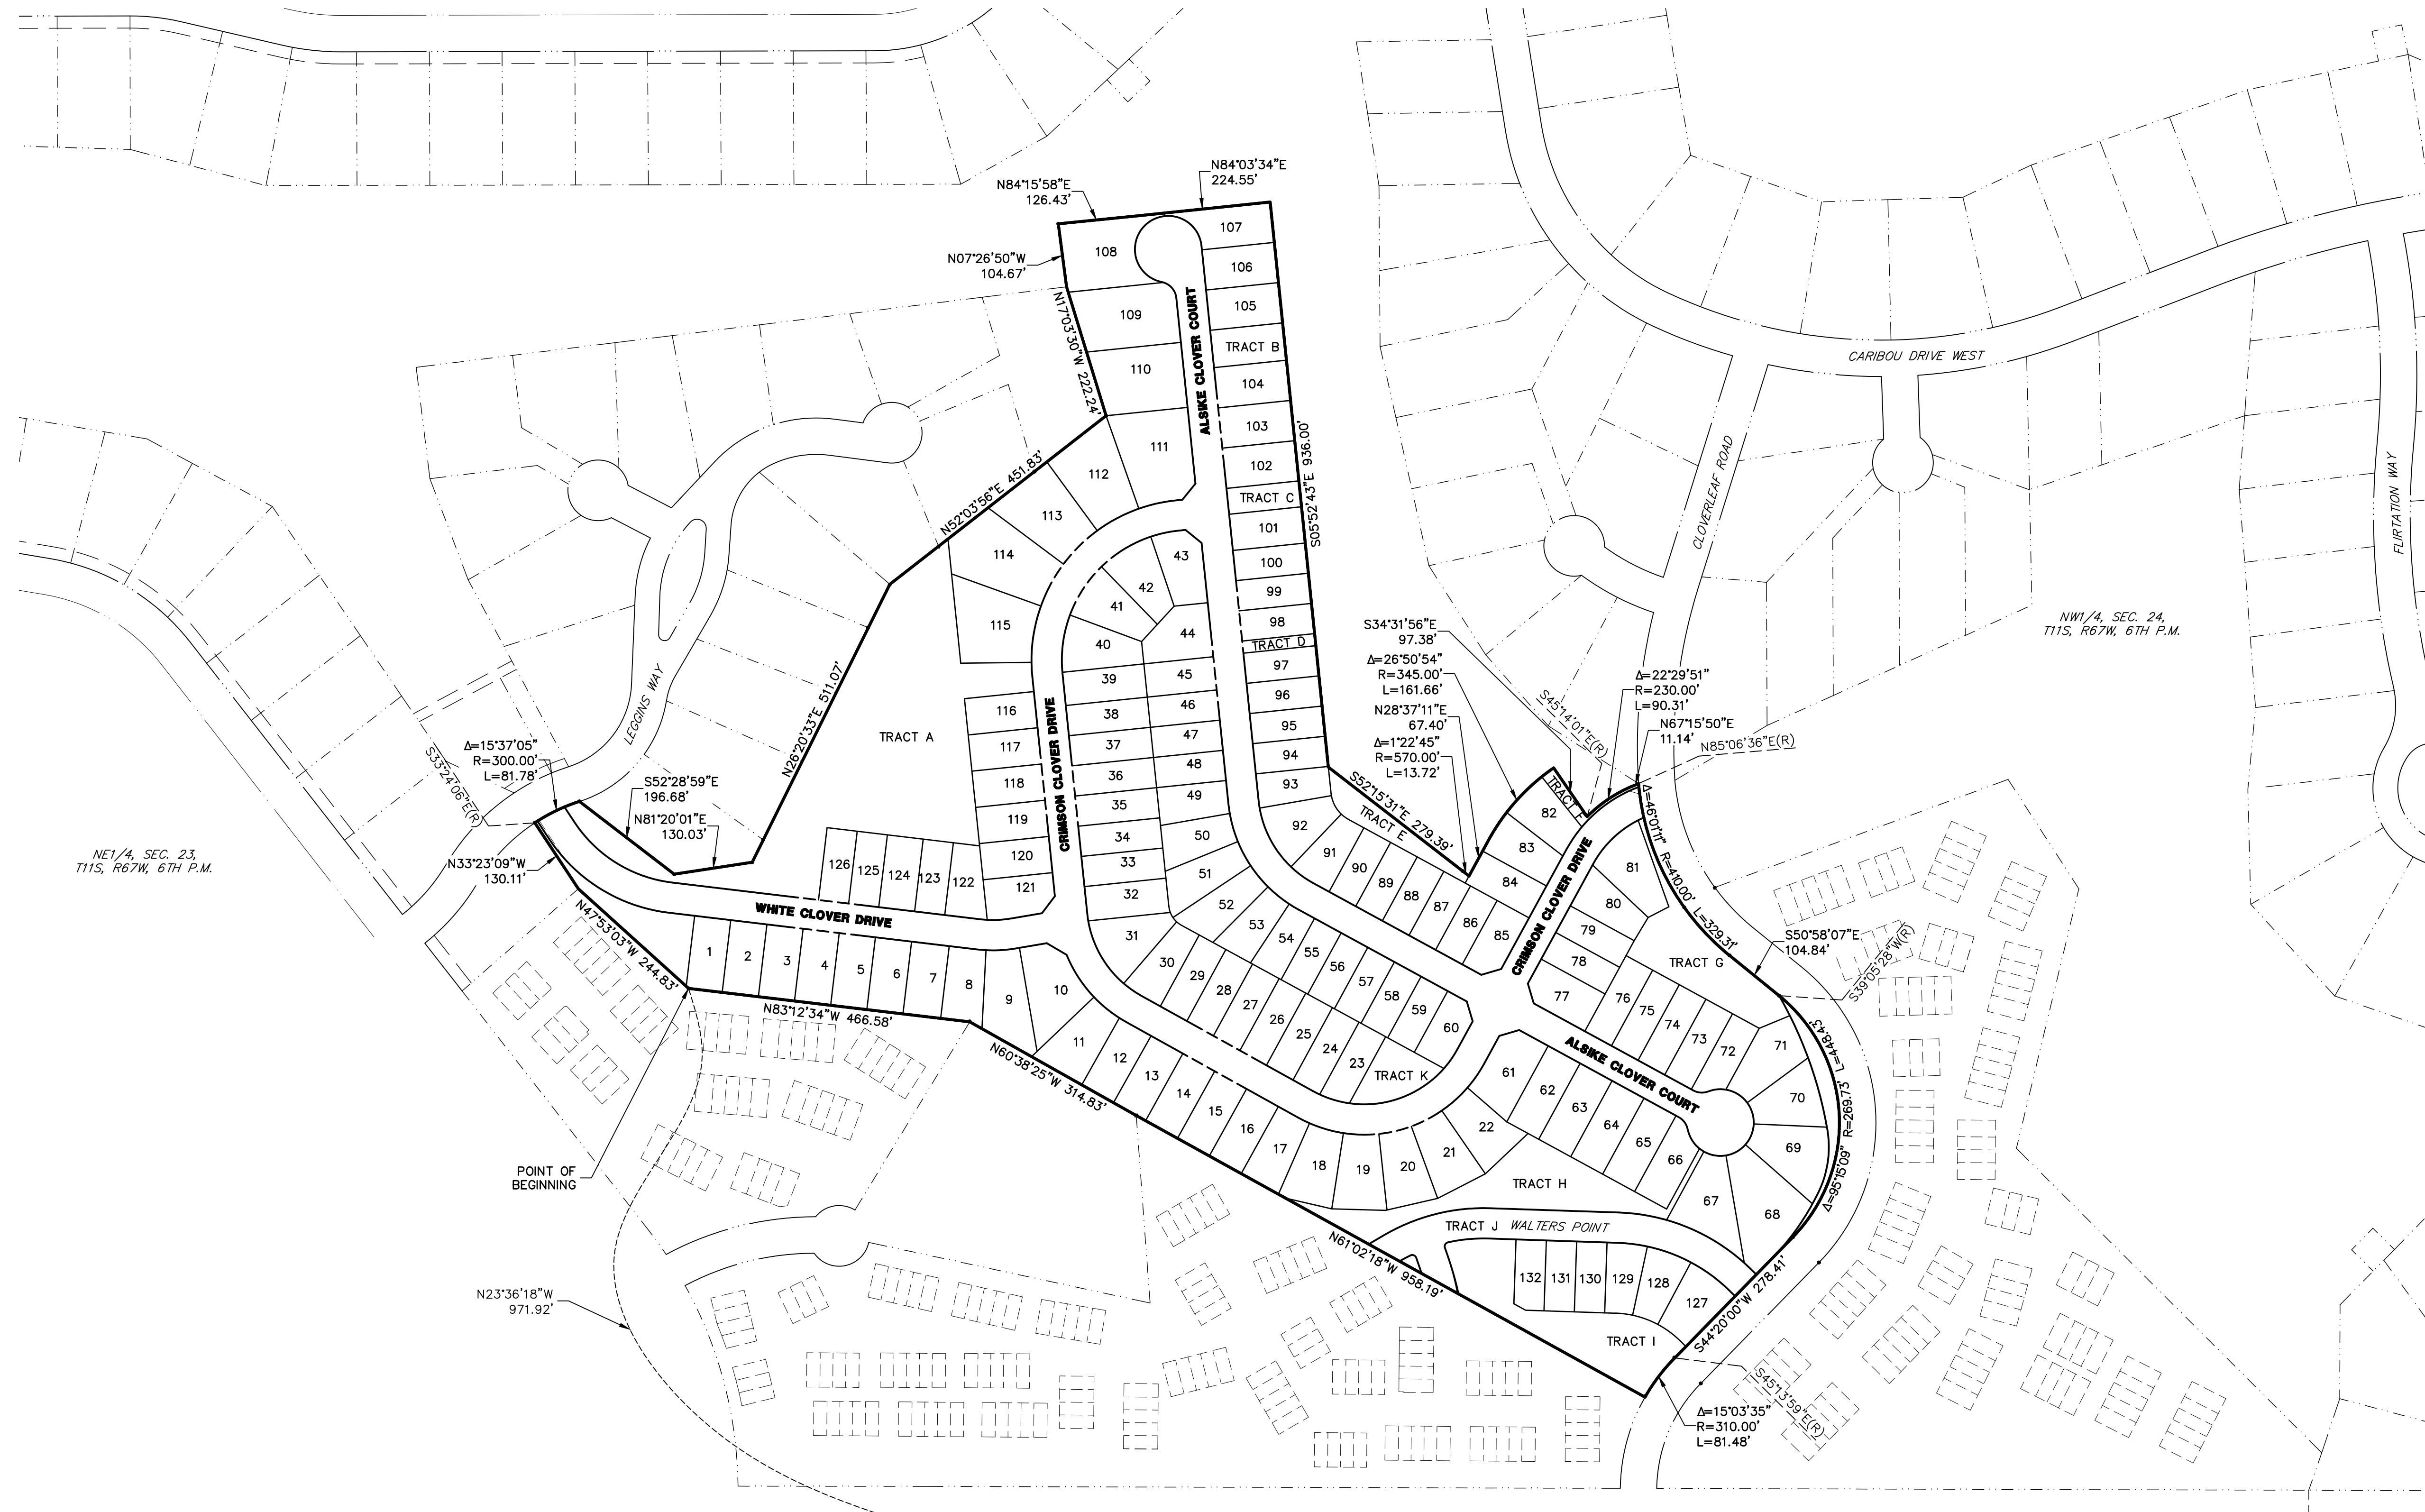 N84°03'34"E
224.55'
N84°15'58"E
126.43'
107
108
106
N07°26'50"W
104.67'
105
109
N17°03'30"W 222.24'
ALSIKE CLOVER COURT
TRACT B
110
104
CARIBOU DRIVE WEST
103
111
102
112
N52°03'56"E 451.83'
S05°52'43"E 936.00'
TRACT C
113
101
114
100
43
42
99
41
98
115
44
40
TRACT D
97
CLOVERLEAF ROAD
FLIRTATION WAY
NW1/4, SEC. 24,
T11S, R67W, 6TH P.M.
S34°31'56"E
97.38'
Δ=26°50'54"
R=345.00'
L=161.66'
N28°37'11"E
67.40'
Δ=1°22'45"
R=570.00'
L=13.72'
Δ=22°29'51"
R=230.00'
L=90.31'
N67°15'50"E
11.14'
S45°14'01"E(R)
N85°06'36"E(R)
39
45
96
38
46
116
95
37
47
117
94
36
48
118
93
35
49
119
92
34
50
120
33
121
32
51
31
52
TRACT A
CRIMSON CLOVER DRIVE
LEGGINS WAY
N26°20'33"E 511.07'
Δ=15°37'05"
R=300.00'
L=81.78'
S33°24'06"E(R)
S52°28'59"E
196.68'
N81°20'01"E
130.03'
NE1/4, SEC. 23,
T11S, R67W, 6TH P.M.
N33°23'09"W
130.11'
126
125
124
123
122
WHITE CLOVER DRIVE
N47°53'03"W 244.83'
S52°15'31"E 279.39'
TRACT E
TRACT F
82
83
84
81
80
79
78
77
91
90
89
88
87
86
85
CRIMSON CLOVER DRIVE
Δ=46°01'11" R=410.00' L=329.31'
S50°58'07"E
104.84'
S39°05'28"W(R)
TRACT G
1
2
3
4
5
6
7
8
9
10
11
12
13
14
15
16
17
18
19
20
21
22
N83°12'34"W 466.58'
N60°38'25"W 314.83'
30
29
28
27
26
25
24
23
TRACT K
53
54
55
56
57
58
59
60
76
75
74
73
72
71
70
69
68
67
66
65
64
63
62
61
ALSIKE CLOVER COURT
Δ=95°15'09" R=269.73' L=448.43'
POINT OF
BEGINNING
TRACT H
TRACT J
WALTERS POINT
N61°02'18"W 958.19'
132
131
130
129
128
127
S44°20'00"W 278.41'
N23°36'18"W
971.92'
TRACT I
S45°13'59"E(R)
Δ=15°03'35"
R=310.00'
L=81.48'